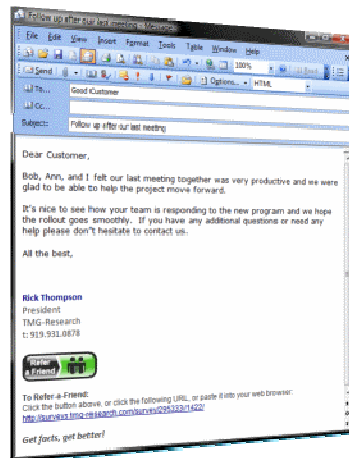 Follow up after our last meeting - Message
File Edit View Insert Format Tools Table Window Help
100%
Send Options... HTML
To... Good Customer
Cc...
Subject: Follow up after our last meeting
Dear Customer,
Bob, Ann, and I felt our last meeting together was very productive and we were
glad to be able to help the project move forward.
It's nice to see how your team is responding to the new program and we hope
the rollout goes smoothly. If you have any additional questions or need any
help please don't hesitate to contact us.
All the best,
Rick Thompson
President
TMG-Research
t: 919.931.0878
Refer
a Friend
To Refer-a-Friend:
Click the button above, or click the following URL, or paste it into your web browser:
Get facts, get better!